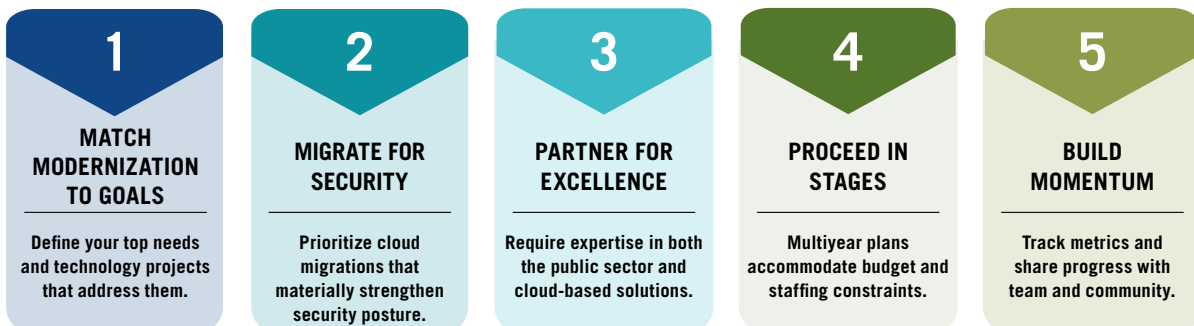 1
MATCH
MODERNIZATION
TO GOALS
Define your top needs
and technology projects
that address them.
2
MIGRATE FOR
SECURITY
Prioritize cloud
migrations that
materially strengthen
security posture.
3
PARTNER FOR
EXCELLENCE
Require expertise in both
the public sector and
cloud-based solutions.
4
PROCEED IN
STAGES
Multiyear plans
accommodate budget and
staffing constraints.
5
BUILD
MOMENTUM
Track metrics and
share progress with
team and community.